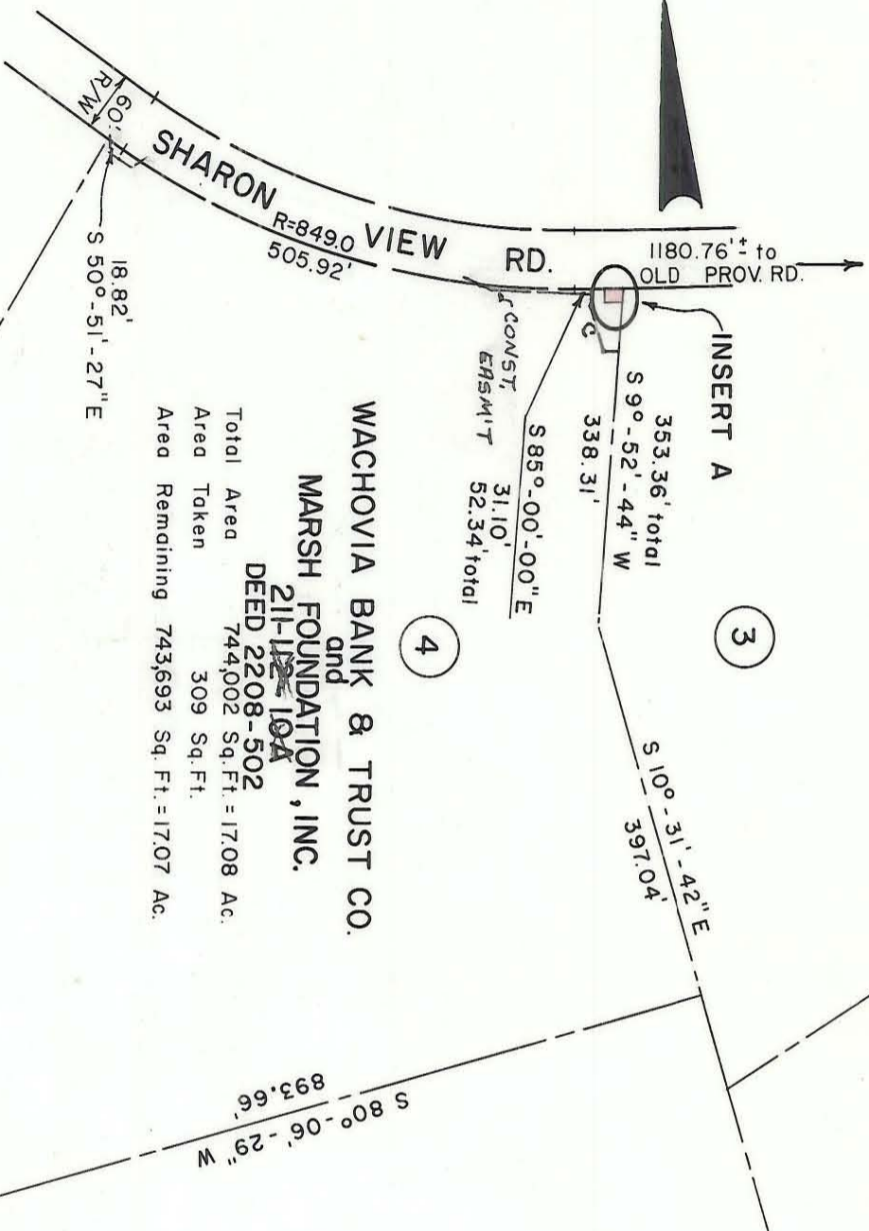 1180.76'± to
OLD PROV. RD.
INSERT A
353.36' total
S 9°-52'-44" W
338.31'
3
C
SHARON VIEW RD.
R=849.0
505.92'
60'
R/W
CONST.
EASM'T
S 85°-00'-00" E
31.10'
52.34' total
18.82'
S 50°-51'-27" E
4
S 10°-31'-42" E
397.04'
WACHOVIA BANK & TRUST CO.
and
MARSH FOUNDATION, INC.
211-112-10A
DEED 2208-502
Total Area 744,002 Sq. Ft. = 17.08 Ac.
Area Taken 309 Sq. Ft.
Area Remaining 743,693 Sq. Ft. = 17.07 Ac.
893.66'
S 80°-06'-29" W